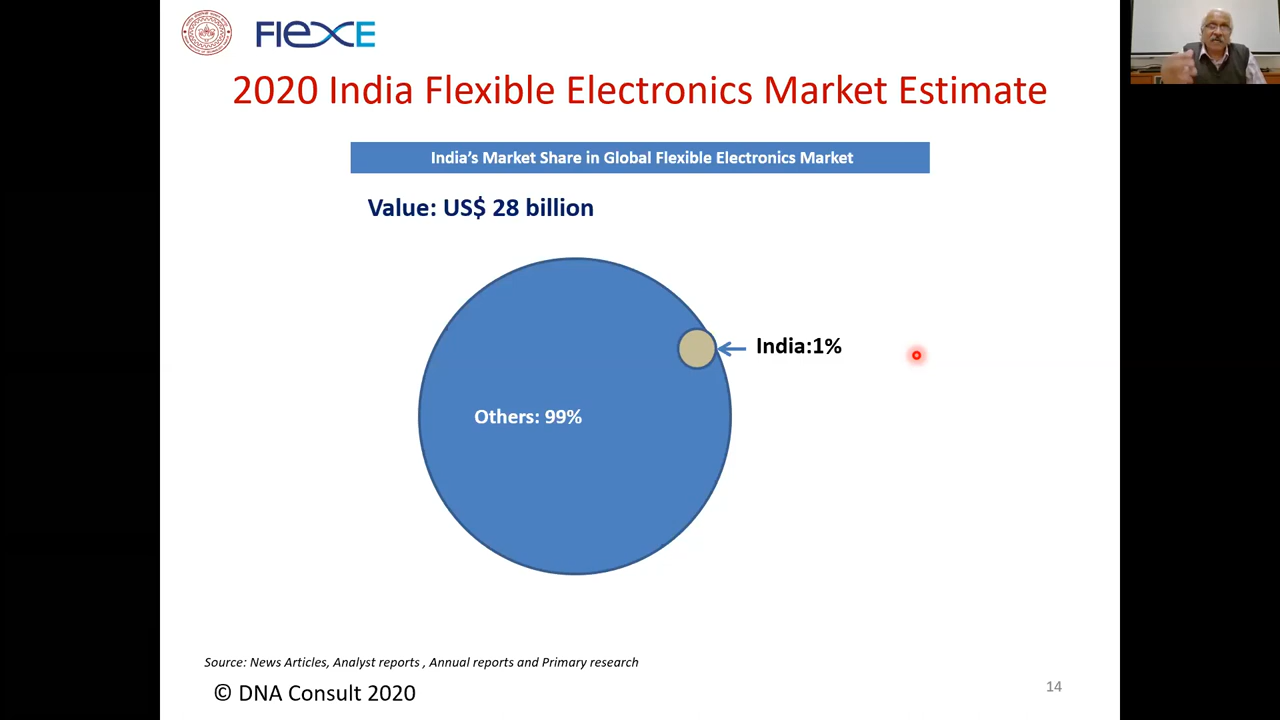 FlexE
2020 India Flexible Electronics Market Estimate
India's Market Share in Global Flexible Electronics Market
Value: US$ 28 billion
India:1%
Others: 99%
Source: News Articles, Analyst reports , Annual reports and Primary research
© DNA Consult 2020
14